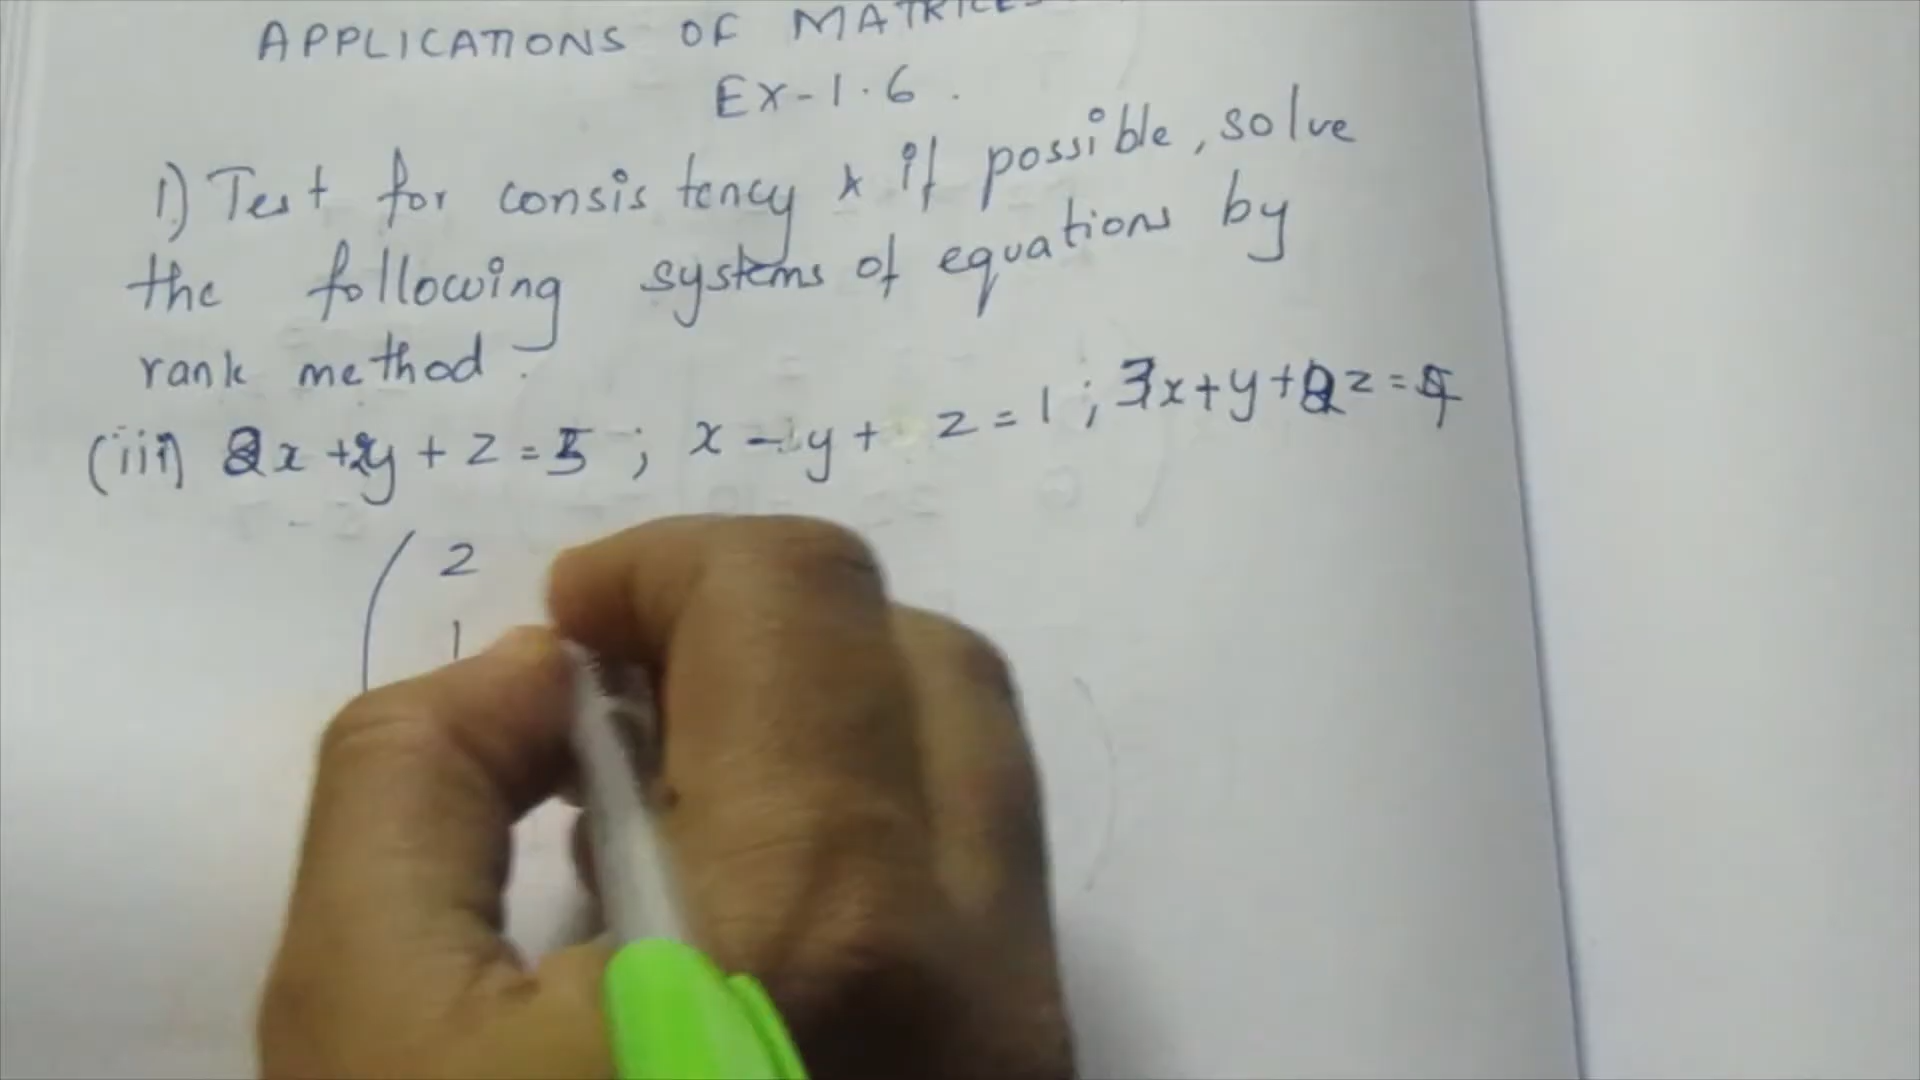 APPLICATIONS OF MATRICES
EX-1.6.
1) Test for consistency & if possible, solve
the following systems of equations by
rank method.
(iii) 2x+2y+z=5; x-y+z=1; 3x+y+2z=4
2
1